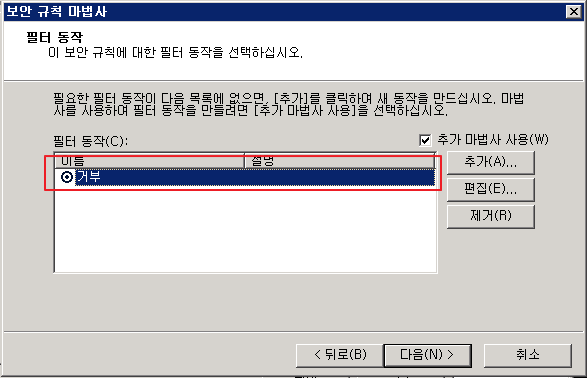 보안 규칙 마법사
필터 동작
이 보안 규칙에 대한 필터 동작을 선택하십시오.
필요한 필터 동작이 다음 목록에 없으면, [추가]를 클릭하여 새 동작을 만드십시오. 마법
사를 사용하여 필터 동작을 만들려면 [추가 마법사 사용]을 선택하십시오.
필터 동작(C):
추가 마법사 사용(W)
이름 설명
거부
추가(A)...
편집(E)...
제거(R)
< 뒤로(B)
다음(N) >
취소